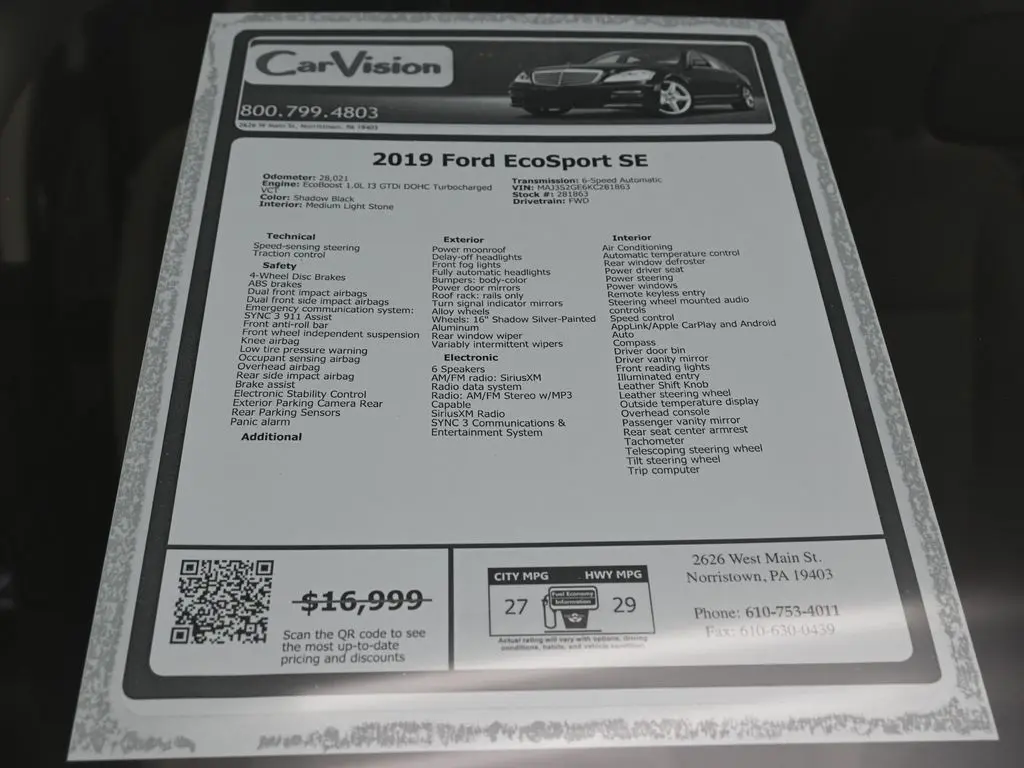 CarVision
800.799.4803
2626 W Main St, Norristown, PA 19403
2019 Ford EcoSport SE
Odometer: 28,021
Engine: EcoBoost 1.0L I3 GTDi DOHC Turbocharged
VCT
Color: Shadow Black
Interior: Medium Light Stone
Transmission: 6-Speed Automatic
VIN: MAJ3S2GE6KC281863
Stock #: 281863
Drivetrain: FWD
Technical
Speed-sensing steering
Traction control
Safety
4-Wheel Disc Brakes
ABS brakes
Dual front impact airbags
Dual front side impact airbags
Emergency communication system:
SYNC 3 911 Assist
Front anti-roll bar
Front wheel independent suspension
Knee airbag
Low tire pressure warning
Occupant sensing airbag
Overhead airbag
Rear side impact airbag
Brake assist
Electronic Stability Control
Exterior Parking Camera Rear
Rear Parking Sensors
Panic alarm
Additional
Exterior
Power moonroof
Delay-off headlights
Front fog lights
Fully automatic headlights
Bumpers: body-color
Power door mirrors
Roof rack: rails only
Turn signal indicator mirrors
Alloy wheels
Wheels: 16" Shadow Silver-Painted
Aluminum
Rear window wiper
Variably intermittent wipers
Electronic
6 Speakers
AM/FM radio: SiriusXM
Radio data system
Radio: AM/FM Stereo w/MP3
Capable
SiriusXM Radio
SYNC 3 Communications &
Entertainment System
Interior
Air Conditioning
Automatic temperature control
Rear window defroster
Power driver seat
Power steering
Power windows
Remote keyless entry
Steering wheel mounted audio
controls
Speed control
AppLink/Apple CarPlay and Android
Auto
Compass
Driver door bin
Driver vanity mirror
Front reading lights
Illuminated entry
Leather Shift Knob
Leather steering wheel
Outside temperature display
Overhead console
Passenger vanity mirror
Rear seat center armrest
Tachometer
Telescoping steering wheel
Tilt steering wheel
Trip computer
$16,999
Scan the QR code to see
the most up-to-date
pricing and discounts
CITY MPG HWY MPG
27 29
Fuel Economy
Information
Actual rating will vary with options, driving
conditions, habits, and vehicle condition.
2626 West Main St.
Norristown, PA 19403
Phone: 610-753-4011
Fax: 610-630-0439